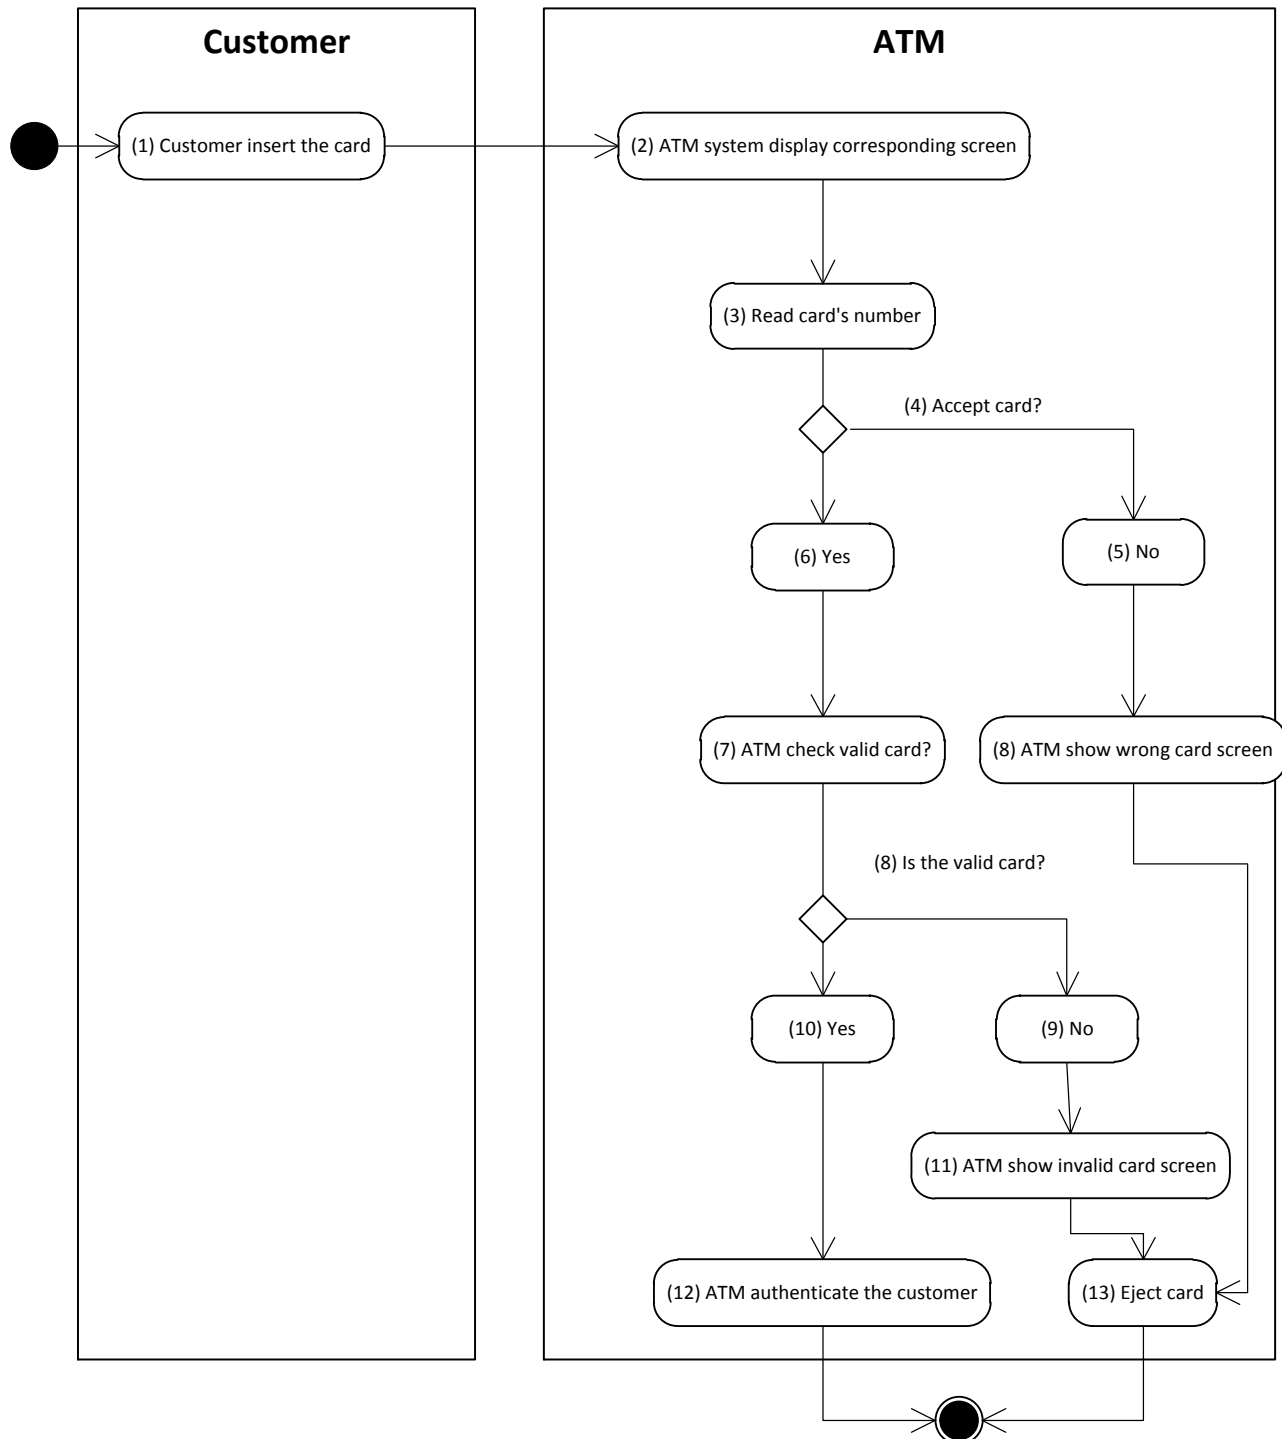 Customer
ATM
(1) Customer insert the card
(2) ATM system display corresponding screen
(3) Read card's number
(4) Accept card?
(6) Yes
(5) No
(7) ATM check valid card?
(8) ATM show wrong card screen
(8) Is the valid card?
(10) Yes
(9) No
(11) ATM show invalid card screen
(12) ATM authenticate the customer
(13) Eject card